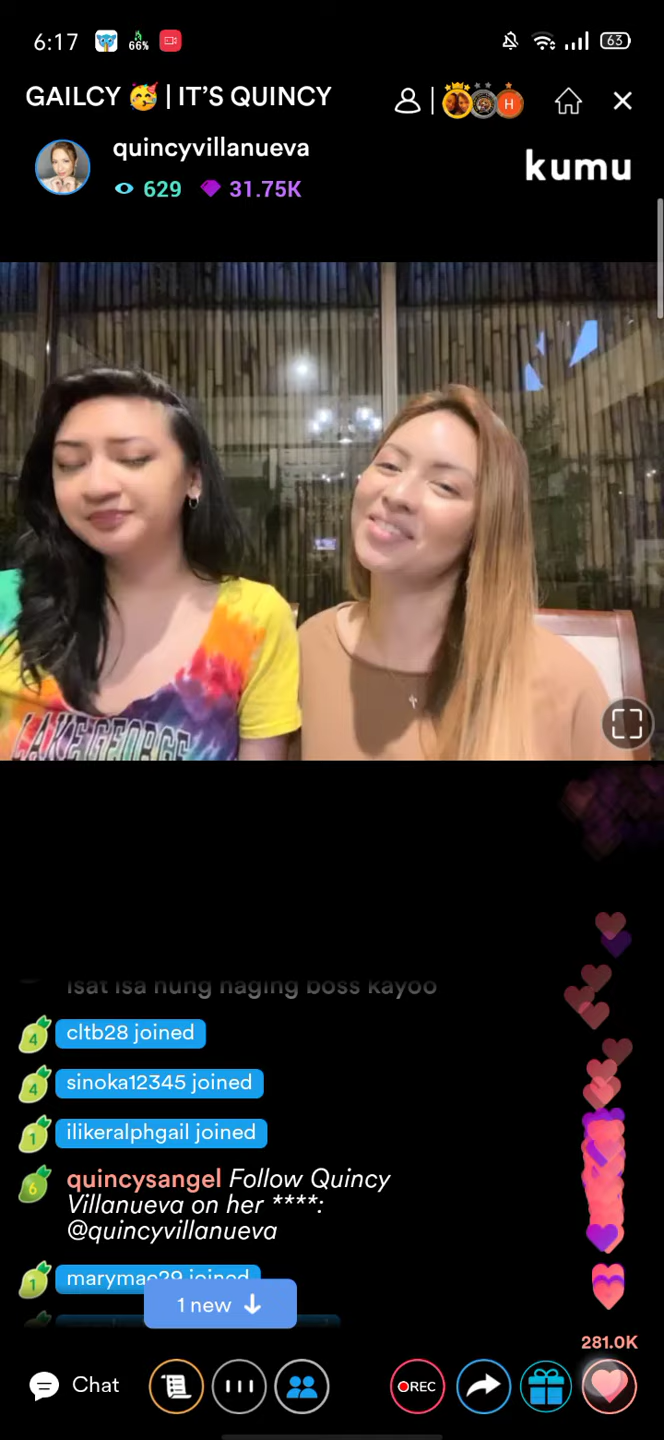 6:17
66%
63
GAILCY 🥳 | IT'S QUINCY
H
quincyvillanueva
629 31.75K
kumu
LAKE GEORGE
isat isa nung naging boss kayoo
4 cltb28 joined
4 sinoka12345 joined
1 ilikeralphgail joined
6 quincysangel Follow Quincy
Villanueva on her ****:
@quincyvillanueva
1 marymae29 joined
1 new
281.0K
Chat
REC